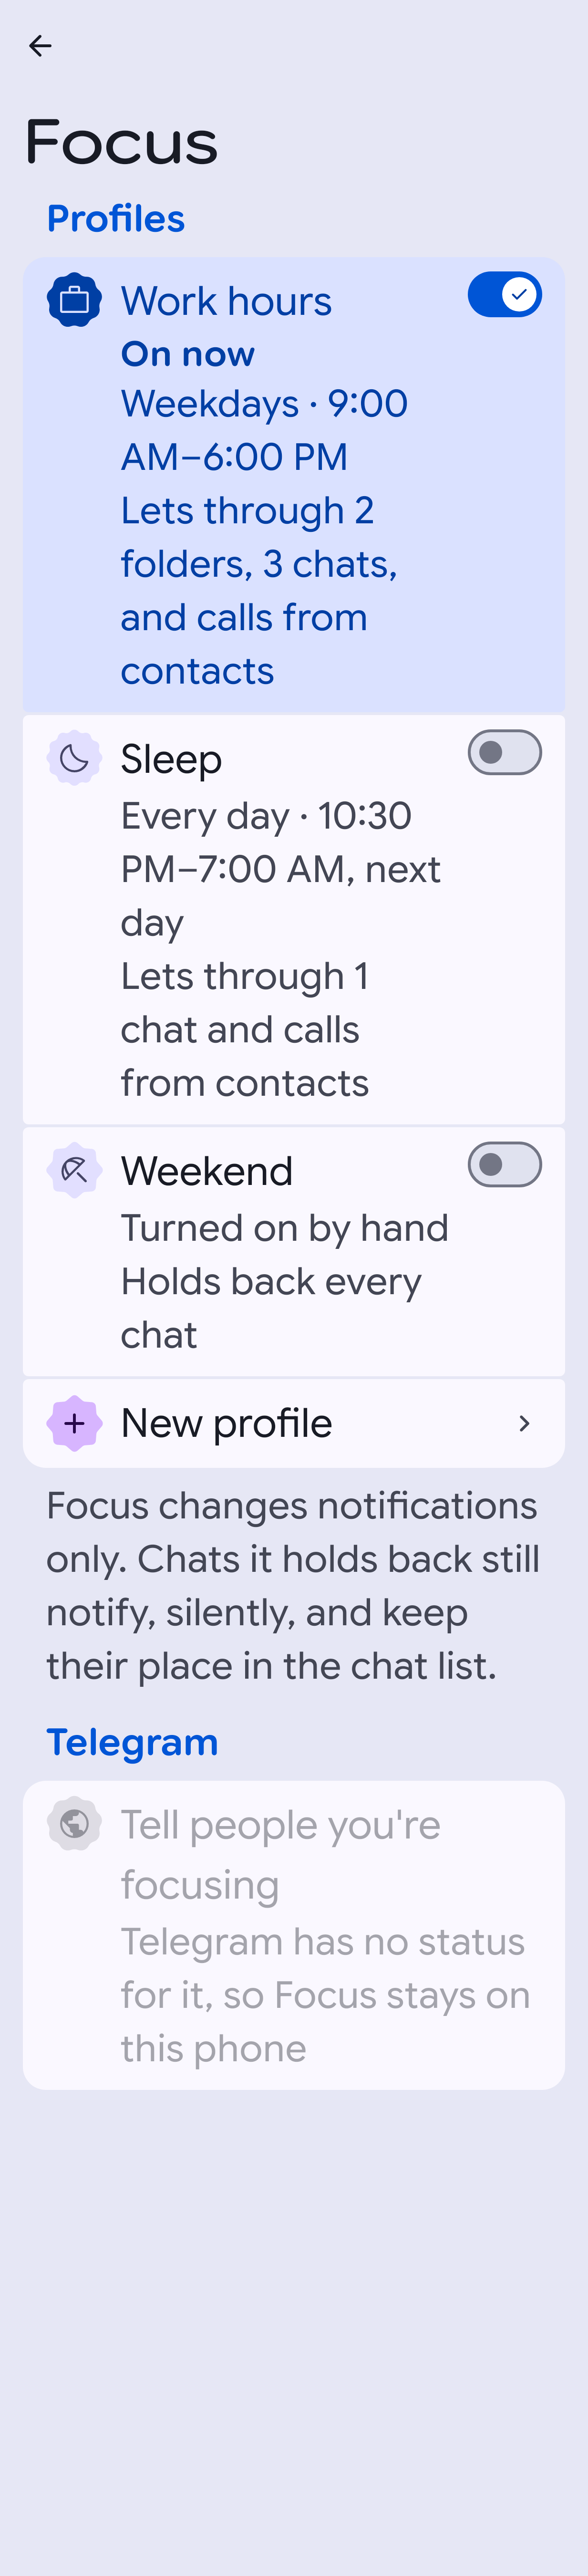 Focus
Profiles
Work hours
On now
Weekdays · 9:00
AM–6:00 PM
Lets through 2
folders, 3 chats,
and calls from
contacts
Sleep
Every day · 10:30
PM–7:00 AM, next
day
Lets through 1
chat and calls
from contacts
Weekend
Turned on by hand
Holds back every
chat
New profile
Focus changes notifications
only. Chats it holds back still
notify, silently, and keep
their place in the chat list.
Telegram
Tell people you're
focusing
Telegram has no status
for it, so Focus stays on
this phone